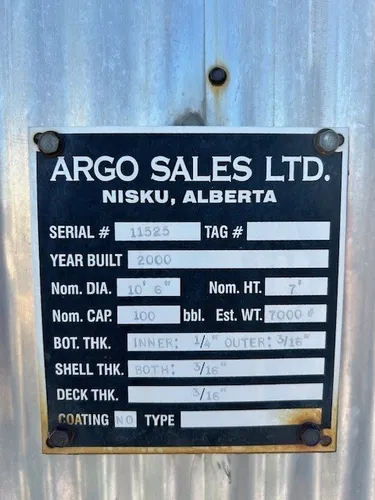 ARGO SALES LTD.
NISKU, ALBERTA
SERIAL # 11525 TAG #
YEAR BUILT 2000
Nom. DIA. 10' 6" Nom. HT. 7'
Nom. CAP. 100 bbl. Est. WT. 7000 #
BOT. THK. INNER: 1/4" OUTER: 3/16"
SHELL THK. BOTH: 3/16"
DECK THK. 3/16"
COATING NO TYPE